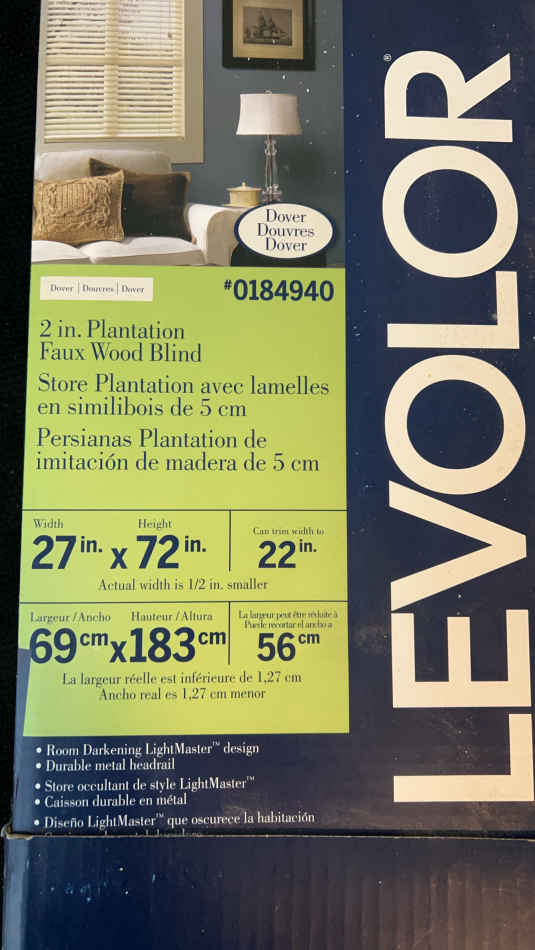 LEVOLOR®
Dover
Douvres
Dover
Dover | Douvres | Dover
#0184940
2 in. Plantation
Faux Wood Blind
Store Plantation avec lamelles
en similibois de 5 cm
Persianas Plantation de
imitación de madera de 5 cm
Width Height
27 in. x 72 in.
Can trim width to
22 in.
Actual width is 1/2 in. smaller
Largeur / Ancho Hauteur / Altura
69 cm x 183 cm
La largeur peut être réduite à
Puede recortar el ancho a
56 cm
La largeur réelle est inférieure de 1,27 cm
Ancho real es 1,27 cm menor
• Room Darkening LightMaster™ design
• Durable metal headrail
• Store occultant de style LightMaster™
• Caisson durable en métal
• Diseño LightMaster™ que oscurece la habitación